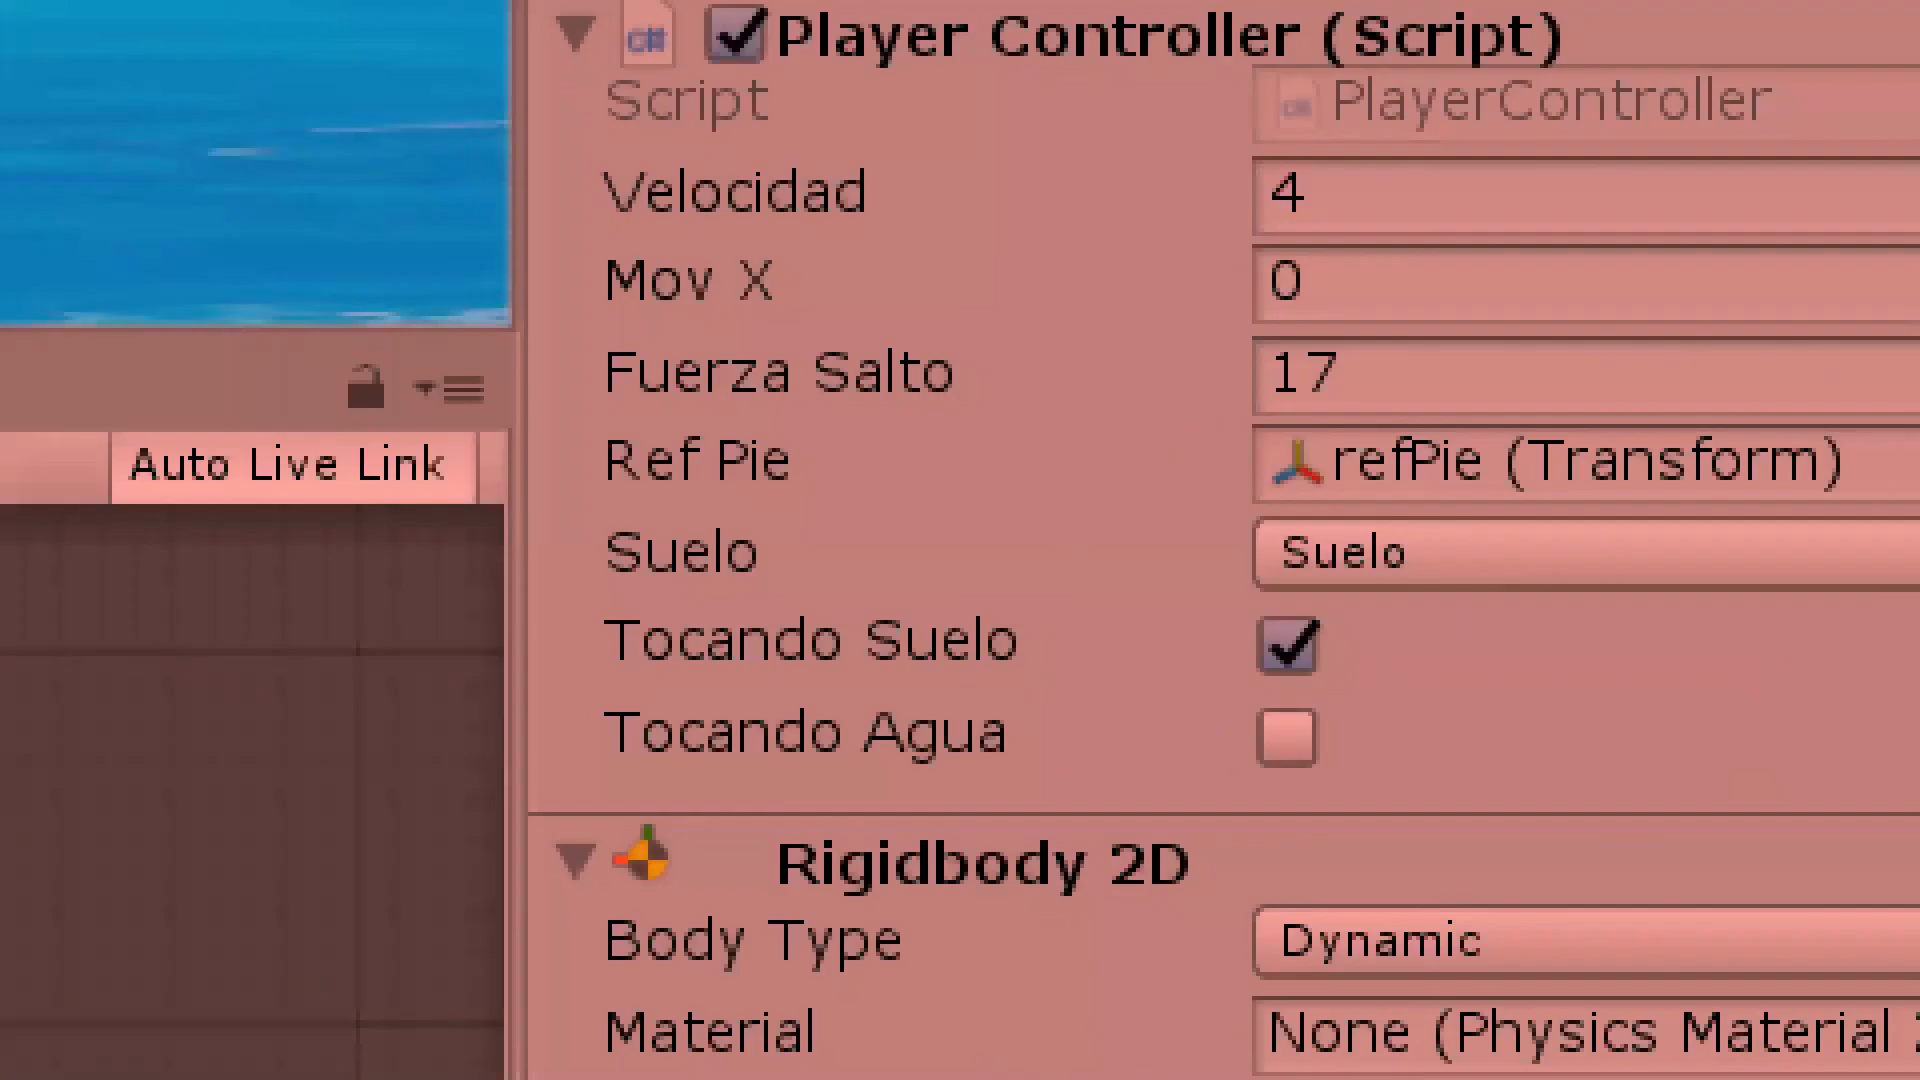 Player Controller (Script)
Script PlayerController
Velocidad 4
Mov X 0
Fuerza Salto 17
Ref Pie refPie (Transform)
Auto Live Link
Suelo Suelo
Tocando Suelo
Tocando Agua
Rigidbody 2D
Body Type Dynamic
Material None (Physics Material